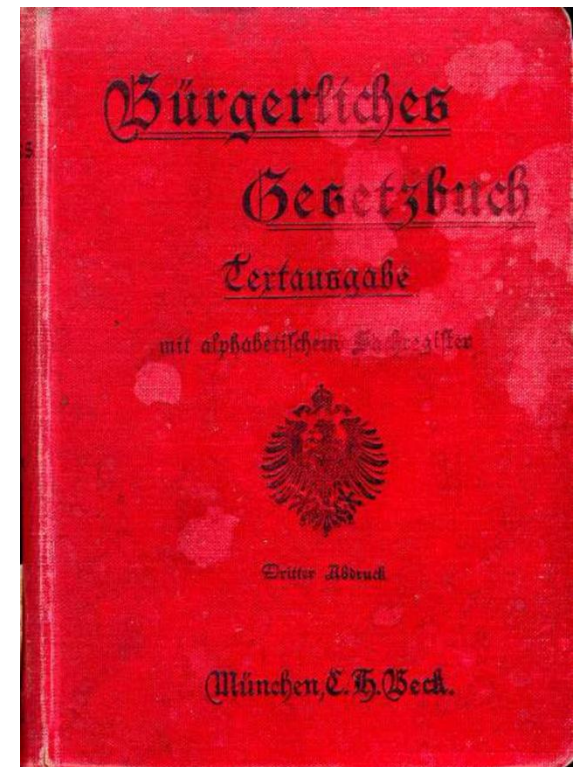 Bürgerliches
Gesetzbuch
Textausgabe
mit alphabetischem Sachregister
Dritter Abdruck
München, C. H. Beck.